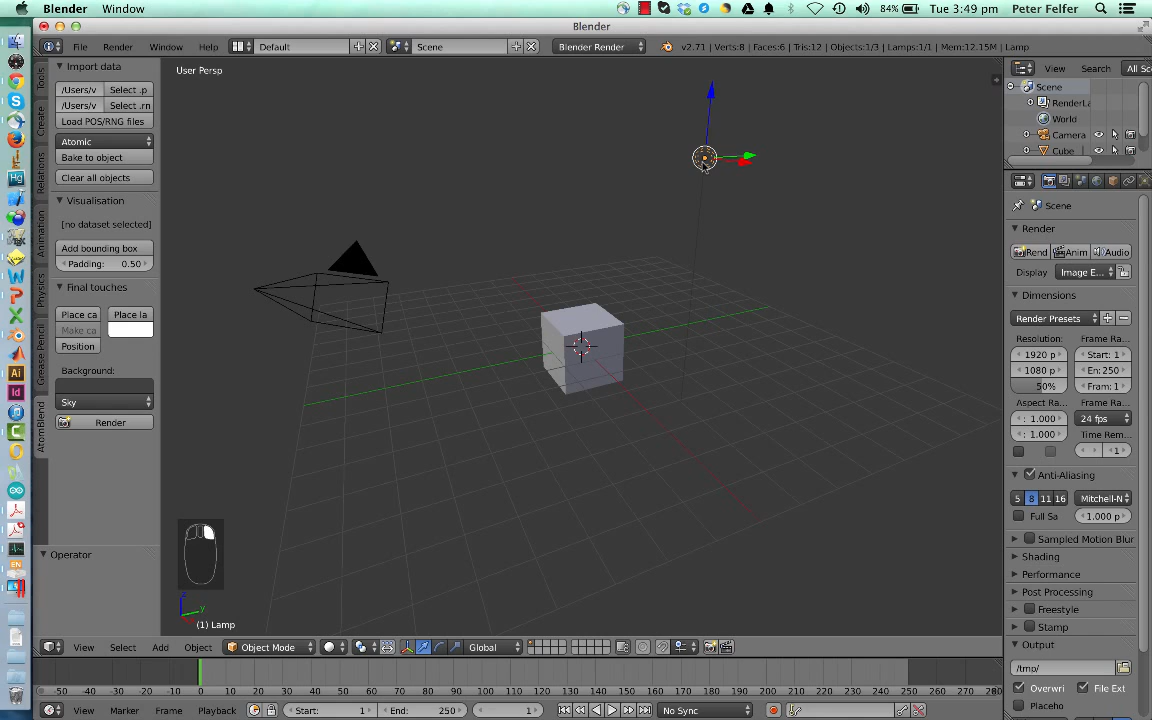 Blender Window 84% Tue 3:49 pm Peter Felfer
Blender
File Render Window Help Default Scene Blender Render v2.71 | Verts:8 | Faces:6 | Tris:12 | Objects:1/3 | Lamps:1/1 | Mem:12.15M | Lamp
Import data
/Users/v Select .p
/Users/v Select .rn
Load POS/RNG files
Atomic
Bake to object
Clear all objects
Visualisation
[no dataset selected]
Add bounding box
Padding: 0.50
Final touches
Place ca Place la
Make ca
Position
Background:
Sky
Render
Operator
Tools
Create
Relations
Animation
Physics
Grease Pencil
AtomBlend
User Persp
z
y
(1) Lamp
View Select Add Object Object Mode Global
-50 -40 -30 -20 -10 0 10 20 30 40 50 60 70 80 90 100 110 120 130 140 150 160 170 180 190 200 210 220 230 240 250 260 270 280
View Marker Frame Playback Start: 1 End: 250 1 No Sync
View Search All Sc
Scene
RenderLa
World
Camera
Cube
Scene
Render
Rend Anim Audio
Display Image E...
Dimensions
Render Presets
Resolution: Frame Ra...
1920 p Start: 1
1080 p En: 250
50% Fram: 1
Aspect Ra... Frame Ra...
: 1.000 24 fps
: 1.000 Time Rem...
1
Anti-Aliasing
5 8 11 16 Mitchell-N
Full Sa 1.000 p
Sampled Motion Blur
Shading
Performance
Post Processing
Freestyle
Stamp
Output
/tmp/
Overwri File Ext
Placeho